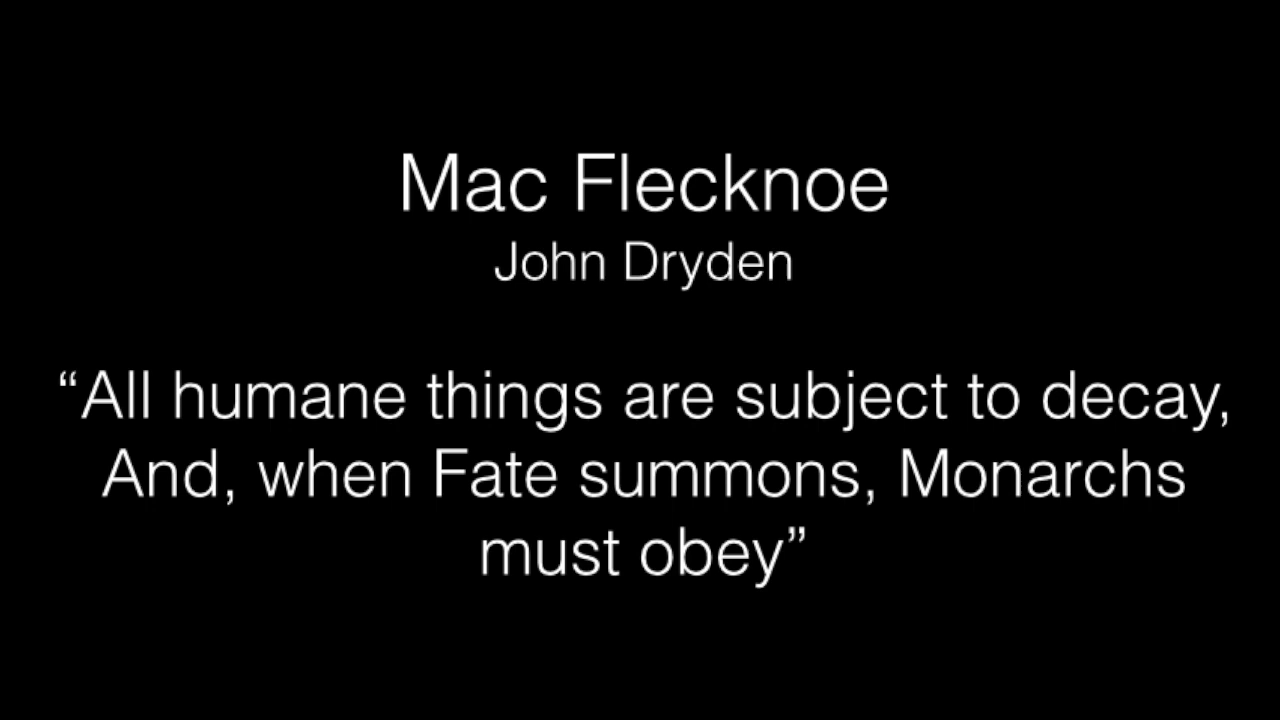 Mac Flecknoe
John Dryden
“All humane things are subject to decay,
And, when Fate summons, Monarchs
must obey”